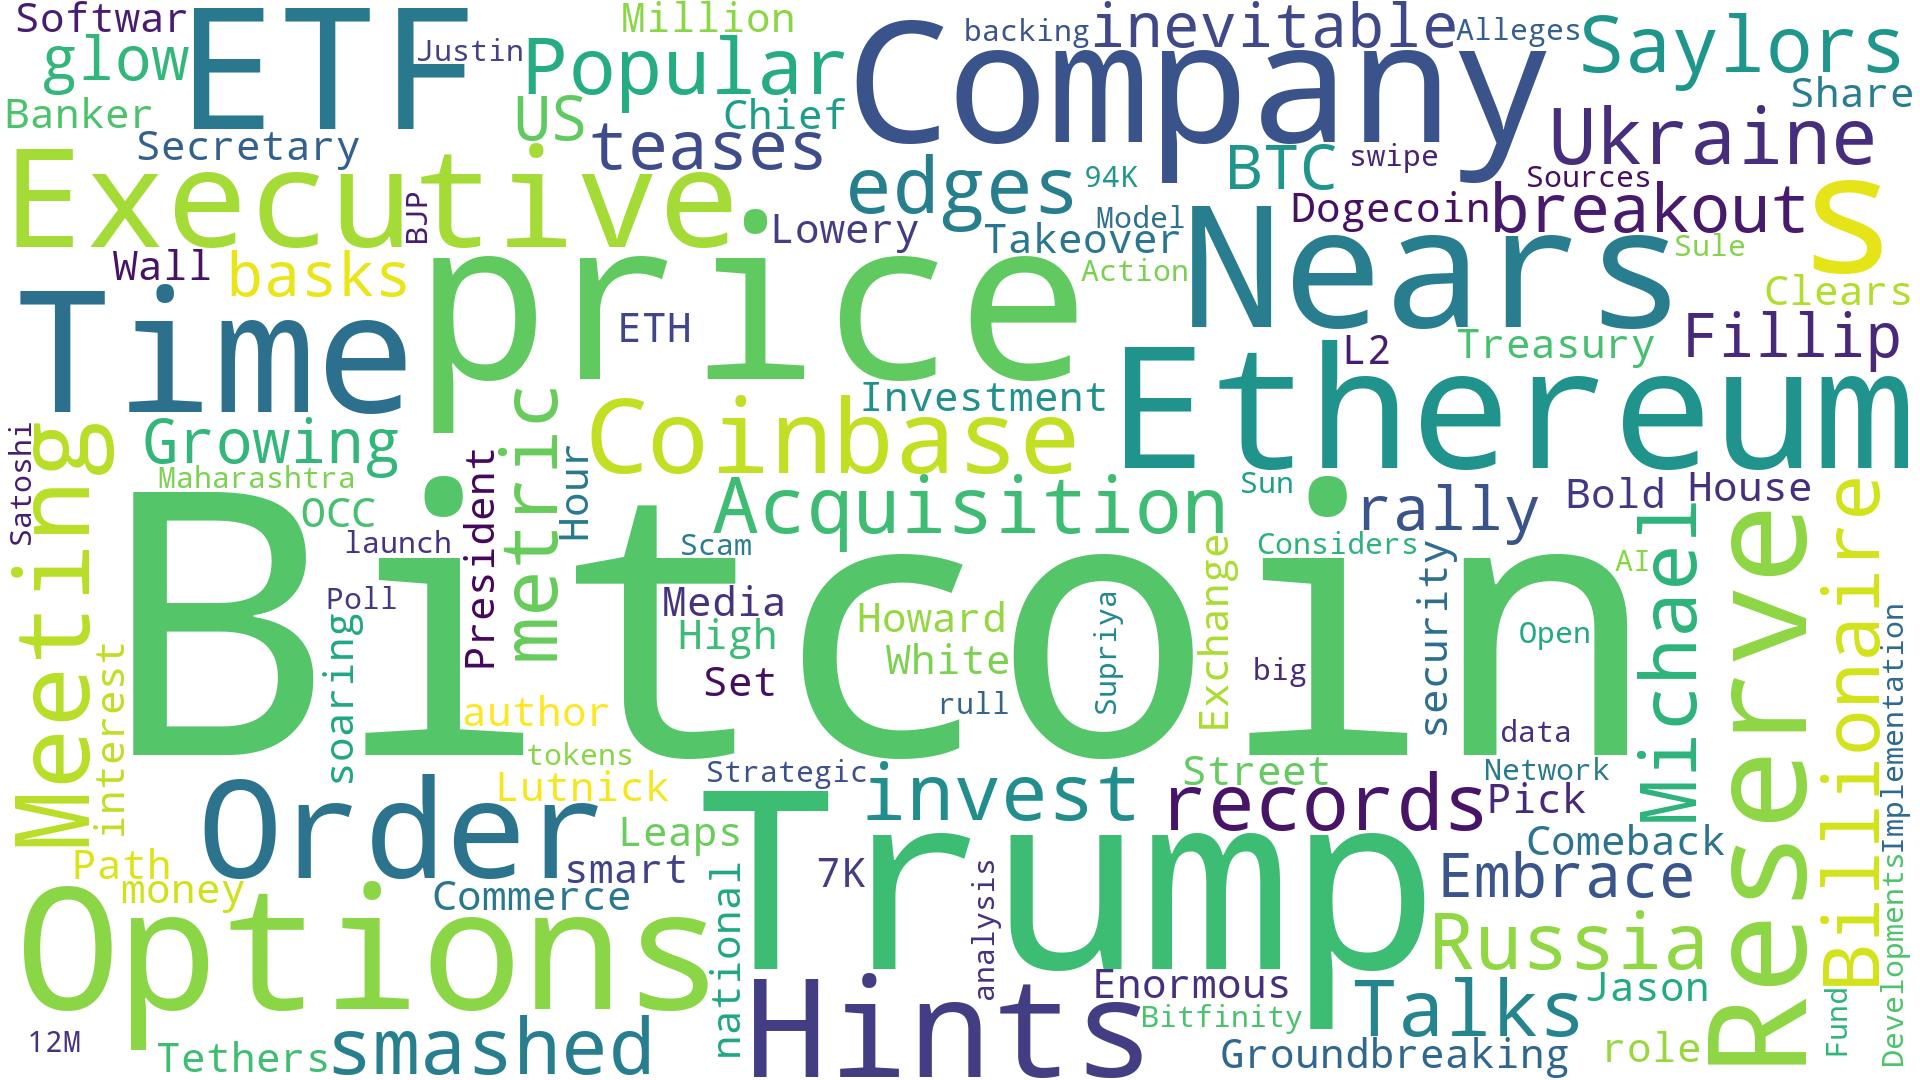 Softwar
ETF
Justin
Million
backing
inevitable
Alleges
Saylors
glow
Popular
Company
Share
Banker
US
Chief
Ukraine
Secretary
teases
BTC
swipe
Executive
edges
94K
Sources
s
BJP
Lowery
Model
Dogecoin
breakout
Wall
basks
price
Takeover
Nears
Sule
Action
Clears
Time
ETH
L2
Treasury
Fillip
Investment
Ethereum
Satoshi
Meeting
Growing
metric
Coinbase
Maharashtra
President
Hour
Acquisition
Sun
rally
Bold
House
OCC
launch
Scam
Considers
AI
Bitcoin
Poll
Media
Howard
Supriya
Exchange
security
Open
Michael
Reserve
Billionaire
Implementation
interest
soaring
High
White
Set
rull
big
data
author
tokens
Lutnick
Strategic
invest
Street
Network
Order
Leaps
Trump
records
Pick
Path
smart
7K
Comeback
money
Commerce
Embrace
Options
national
analysis
Russia
Developments
Hints
Enormous
Talks
Jason
Bitfinity
Fund
12M
Tethers
smashed
Groundbreaking
role